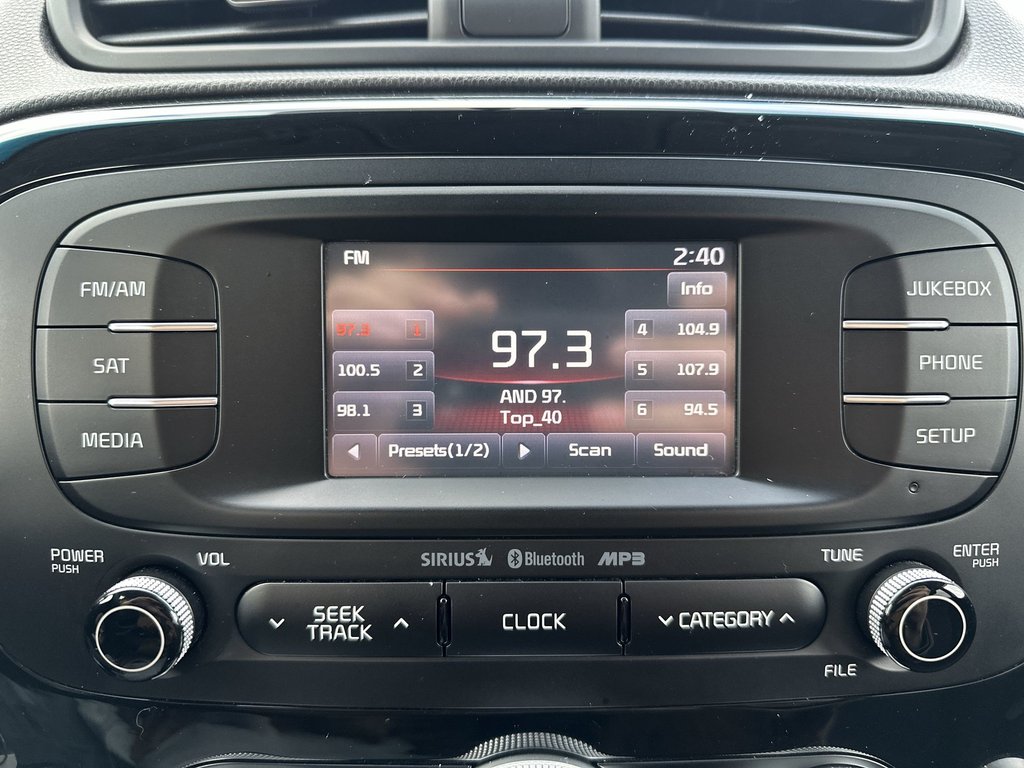 FM 2:40
Info
97.3 1
100.5 2
98.1 3
97.3
AND 97.
Top_40
4 104.9
5 107.9
6 94.5
Presets(1/2) Scan Sound
FM/AM
SAT
MEDIA
JUKEBOX
PHONE
SETUP
POWER
PUSH
VOL
SIRIUS Bluetooth MP3
TUNE
ENTER
PUSH
SEEK
TRACK
CLOCK
CATEGORY
FILE